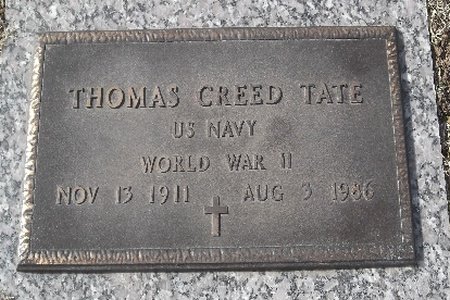 THOMAS CREED TATE
US NAVY
WORLD WAR II
NOV 13 1911 AUG 3 1986